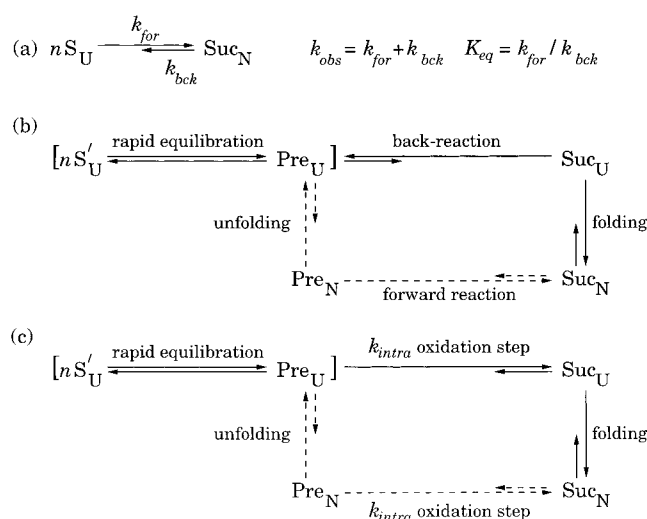 (a) nS_U k_for k_bck Suc_N k_obs = k_for + k_bck K_eq = k_for / k_bck
(b)
[nS′_U rapid equilibration Pre_U] back-reaction Suc_U
unfolding folding
Pre_N forward reaction Suc_N
(c)
[nS′_U rapid equilibration Pre_U] k_intra oxidation step Suc_U
unfolding folding
Pre_N k_intra oxidation step Suc_N